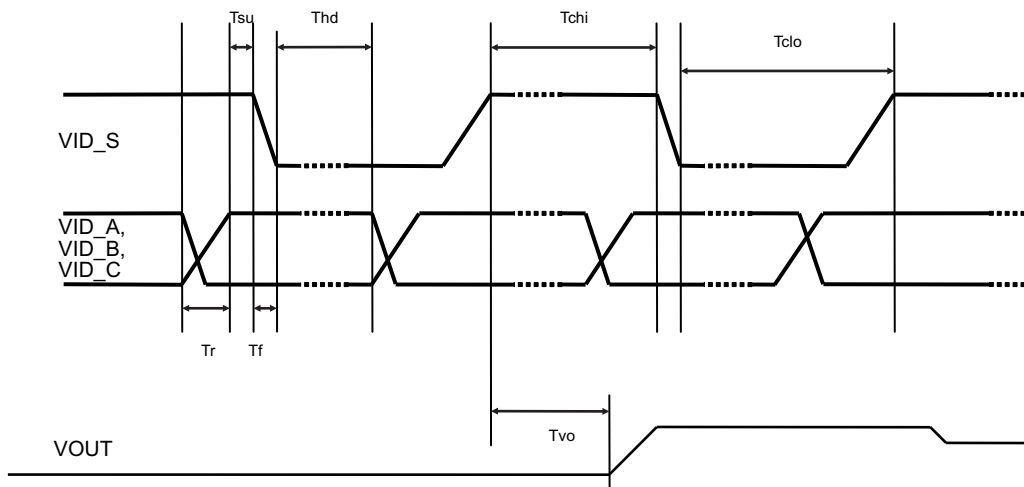 Tsu
Thd
Tchi
Tclo
VID_S
VID_A,
VID_B,
VID_C
Tr
Tf
Tvo
VOUT